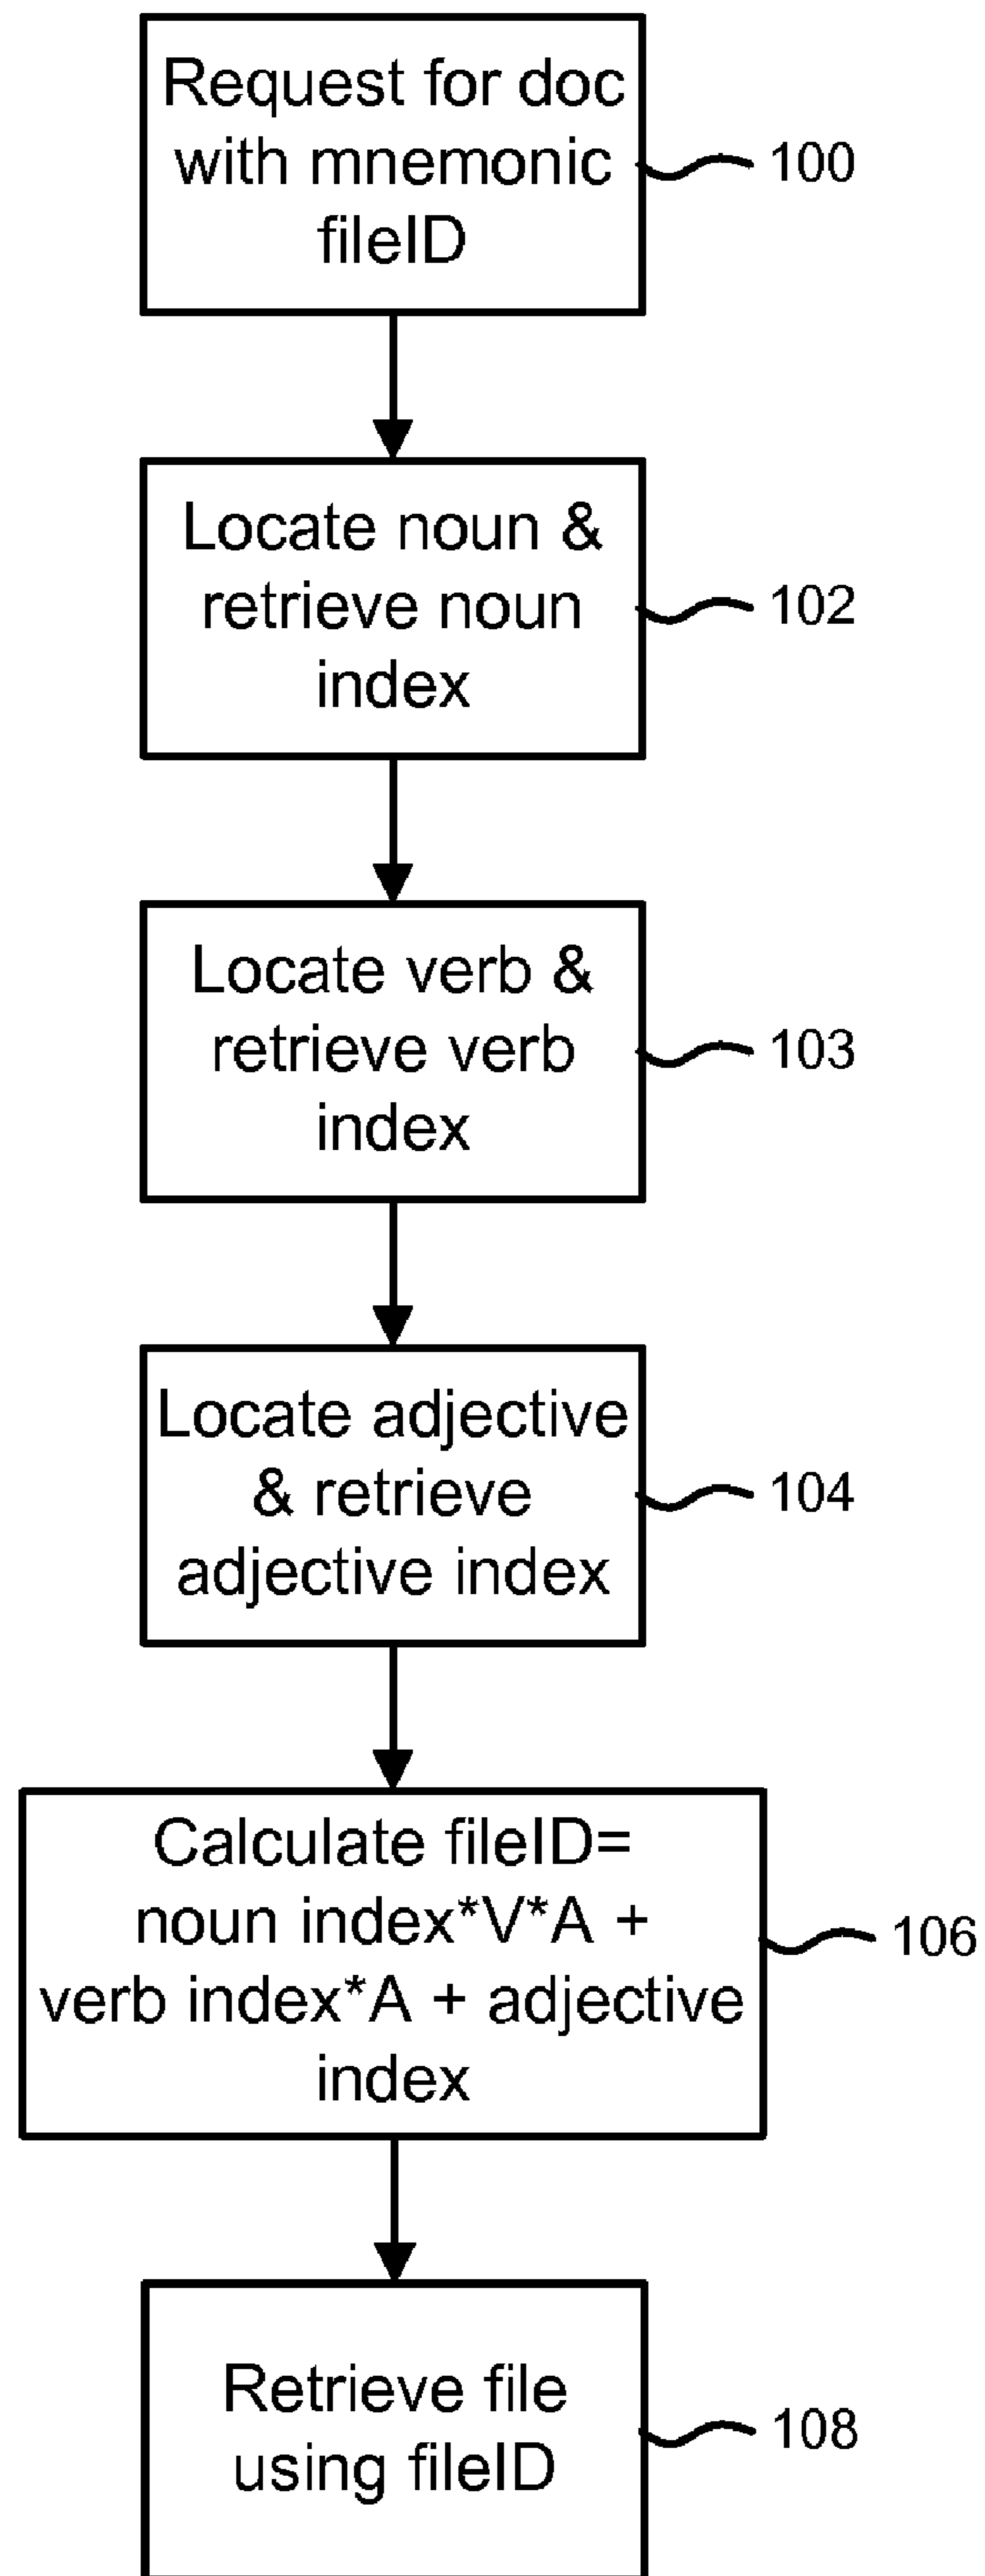 Request for doc
with mnemonic
fileID
100
Locate noun &
retrieve noun
index
102
Locate verb &
retrieve verb
index
103
Locate adjective
& retrieve
adjective index
104
Calculate fileID=
noun index*V*A +
verb index*A + adjective
index
106
Retrieve file
using fileID
108